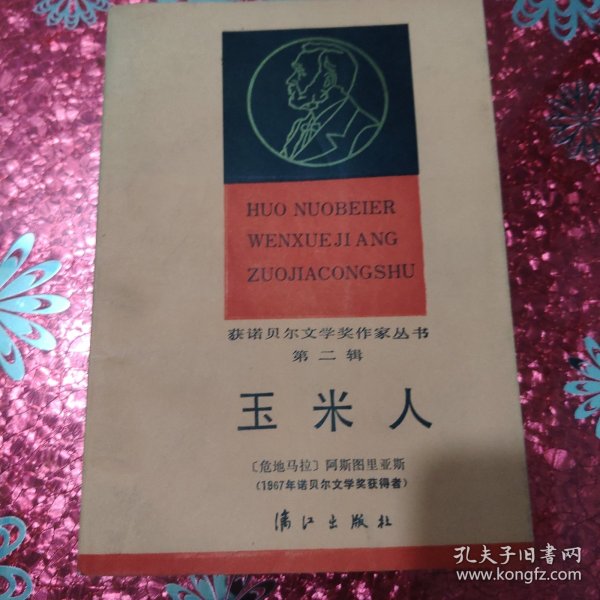 HUO NUOBEIER
WENXUEJIANG
ZUOJIACONGSHU
获诺贝尔文学奖作家丛书
第二辑
玉米人
〔危地马拉〕阿斯图里亚斯
（1967年诺贝尔文学奖获得者）
漓江出版社
孔夫子旧書网
www.kongfz.com